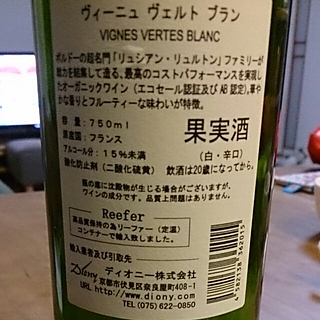 ヴィーニュ ヴェルト ブラン
VIGNES VERTES BLANC
ボルドーの超名門「リュシアン・リュルトン」ファミリーが
総力を結集して造る、最高のコストパフォーマンスを実現し
たオーガニックワイン（エコセール認証及びAB認定）。華や
かな香りとフルーティーな味わいが特徴。
容量：750ml
原産国：フランス
果実酒
アルコール分：15％未満
（白・辛口）
酸化防止剤（二酸化硫黄）
飲酒は20歳になってから。
瓶の底に沈殿物が生じる場合がございますが、
ワインの成分です。品質上問題はありません。
Reefer
高品質保持の為リーファー（定温）
コンテナーで輸入致しました。
輸入業者及び引取先
Diony ディオニー株式会社
京都市伏見区奈良屋町408-1
URL http://www.diony.com/
TEL (075) 622-0850